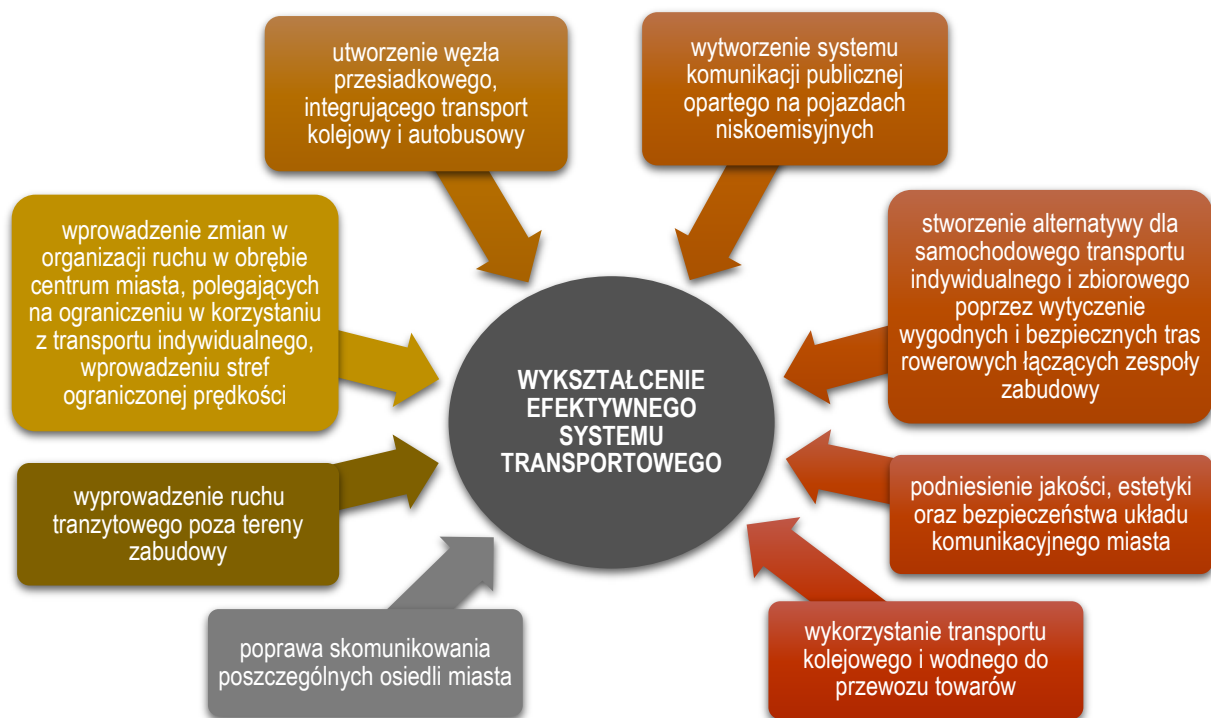 utworzenie węzła
przesiadkowego,
integrującego transport
kolejowy i autobusowy
wytworzenie systemu
komunikacji publicznej
opartego na pojazdach
niskoemisyjnych
wprowadzenie zmian w
organizacji ruchu w obrębie
centrum miasta, polegających
na ograniczeniu w korzystaniu
z transportu indywidualnego,
wprowadzeniu stref
ograniczonej prędkości
stworzenie alternatywy dla
samochodowego transportu
indywidualnego i zbiorowego
poprzez wytyczenie
wygodnych i bezpiecznych tras
rowerowych łączących zespoły
zabudowy
WYKSZTAŁCENIE
EFEKTYWNEGO
SYSTEMU
TRANSPORTOWEGO
wyprowadzenie ruchu
tranzytowego poza tereny
zabudowy
podniesienie jakości, estetyki
oraz bezpieczeństwa układu
komunikacyjnego miasta
poprawa skomunikowania
poszczególnych osiedli miasta
wykorzystanie transportu
kolejowego i wodnego do
przewozu towarów